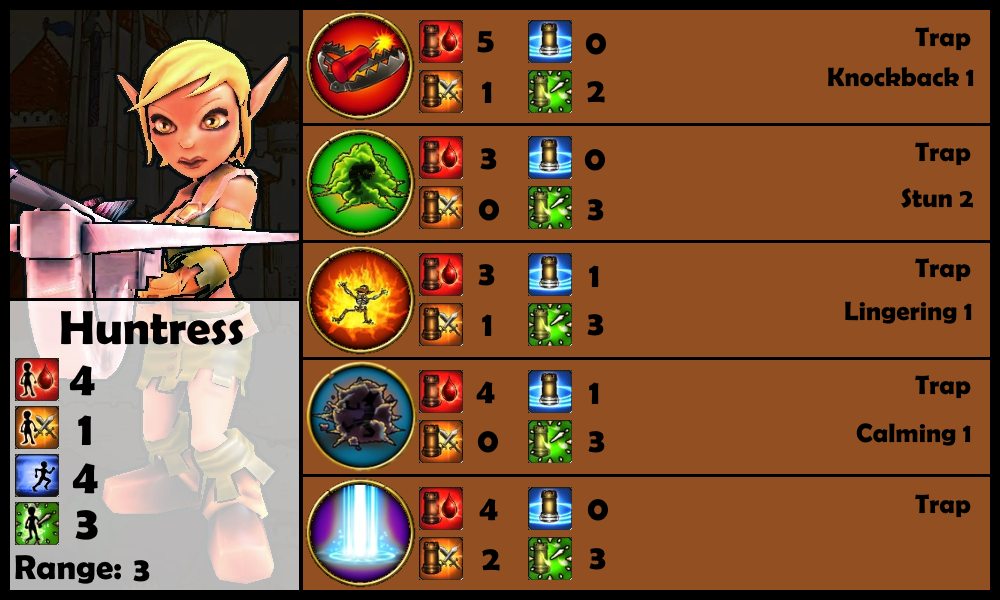 Huntress
4
1
4
3
Range: 3
5 0 Trap
1 2 Knockback 1
3 0 Trap
0 3 Stun 2
3 1 Trap
1 3 Lingering 1
4 1 Trap
0 3 Calming 1
4 0 Trap
2 3